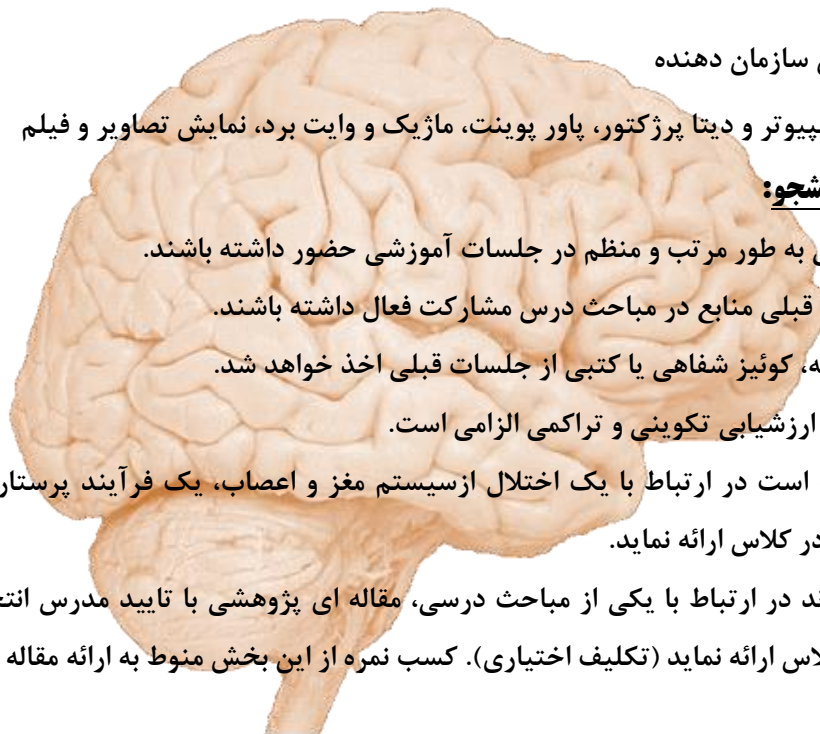 سازمان دهنده
پیوتر و دیتا پرژکتور، پاور پوینت، ماژیک و وایت برد، نمایش تصاویر و فیلم
شجو:
به طور مرتب و منظم در جلسات آموزشی حضور داشته باشند.
قبلی منابع در مباحث درس مشارکت فعال داشته باشند.
ه، کوئیز شفاهی یا کتبی از جلسات قبلی اخذ خواهد شد.
ارزشیابی تکوینی و تراکمی الزامی است.
است در ارتباط با یک اختلال ازسیستم مغز و اعصاب، یک فرآیند پرستار
در کلاس ارائه نماید.
ند در ارتباط با یکی از مباحث درسی، مقاله ای پژوهشی با تایید مدرس انتخ
لاس ارائه نماید (تکلیف اختیاری). کسب نمره از این بخش منوط به ارائه مقاله